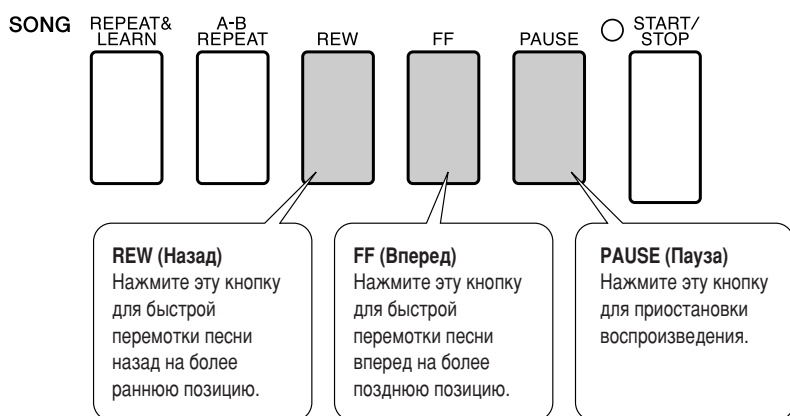 SONG
REPEAT&
LEARN
A-B
REPEAT
REW
FF
PAUSE
START/
STOP
REW (Назад)
Нажмите эту кнопку
для быстрой
перемотки песни
назад на более
раннюю позицию.
FF (Вперед)
Нажмите эту кнопку
для быстрой
перемотки песни
вперед на более
позднюю позицию.
PAUSE (Пауза)
Нажмите эту кнопку
для приостановки
воспроизведения.